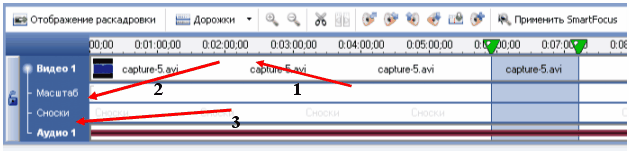 Отображение раскадровки Дорожки Применить SmartFocus
00;00 0:01:00;00 0:02:00;00 0:03:00;00 0:04:00;00 0:05:00;00 0:07:0
Видео 1 capture-5.avi capture-5.avi capture-5.avi capture-5.avi
2 1
Масштаб
Сноски Сноски Сноски Сноски
3
Аудио 1